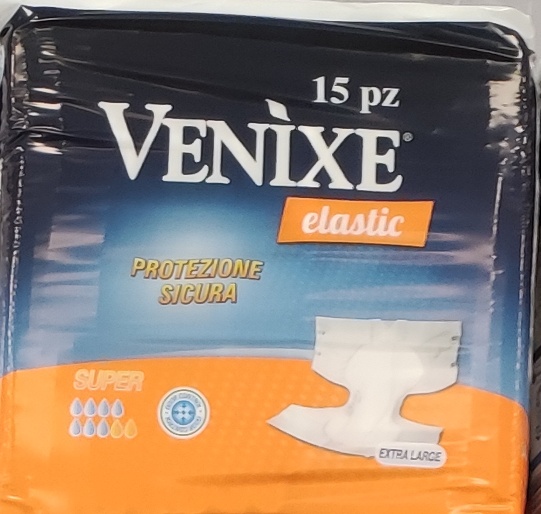 15 pz
VENÌXE®
elastic
PROTEZIONE
SICURA
SUPER
EXTRA LARGE